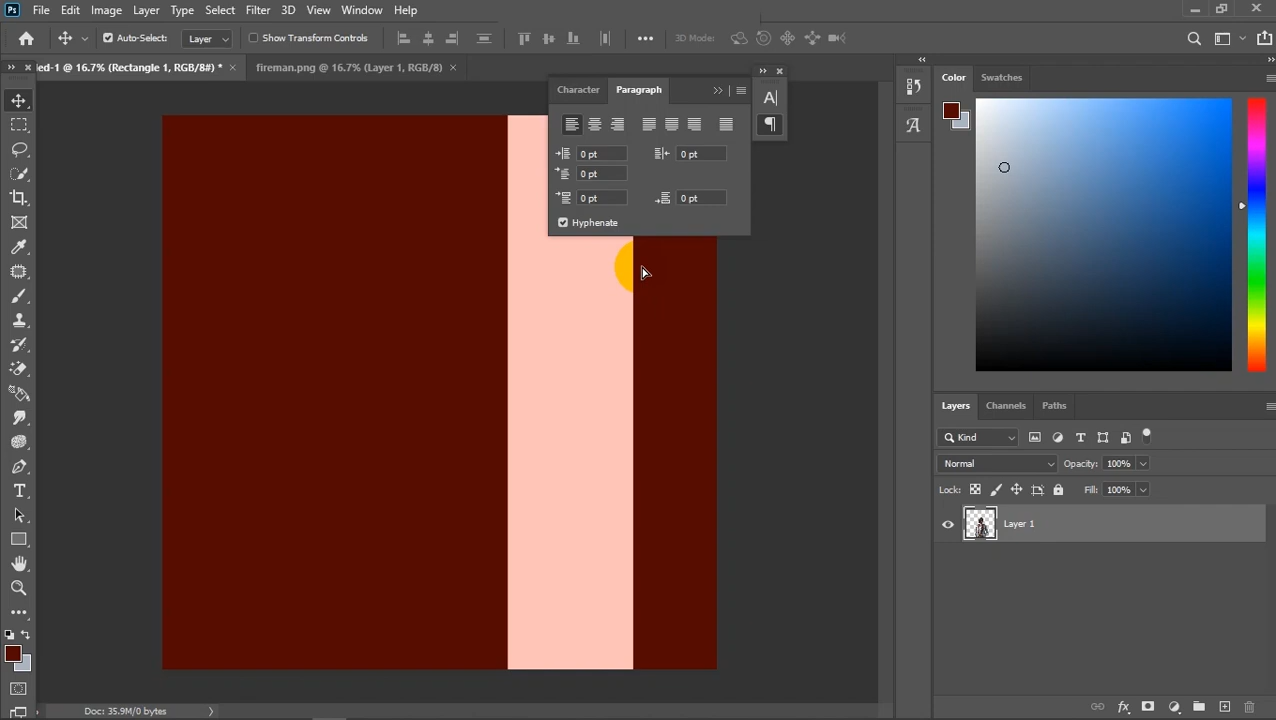 Ps File Edit Image Layer Type Select Filter 3D View Window Help
Auto-Select: Layer Show Transform Controls 3D Mode:
ed-1 @ 16.7% (Rectangle 1, RGB/8#) * fireman.png @ 16.7% (Layer 1, RGB/8)
Character Paragraph
0 pt 0 pt
0 pt
0 pt 0 pt
Hyphenate
Color Swatches
Layers Channels Paths
Kind
Normal Opacity: 100%
Lock: Fill: 100%
Layer 1
Doc: 35.9M/0 bytes